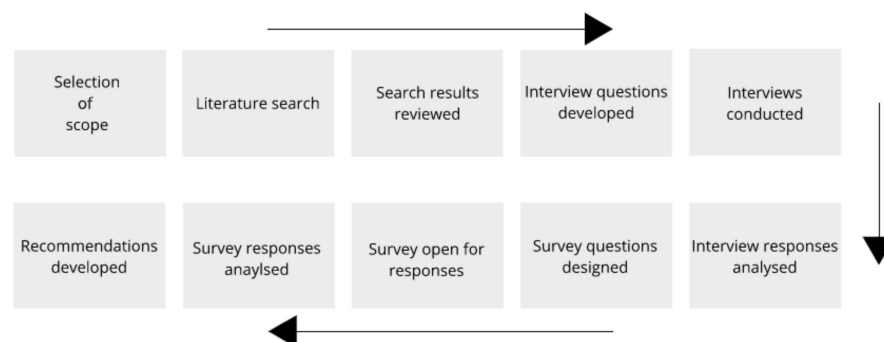 Selection
of
scope
Literature search
Search results
reviewed
Interview questions
developed
Interviews
conducted
Recommendations
developed
Survey responses
anaylsed
Survey open for
responses
Survey questions
designed
Interview responses
analysed